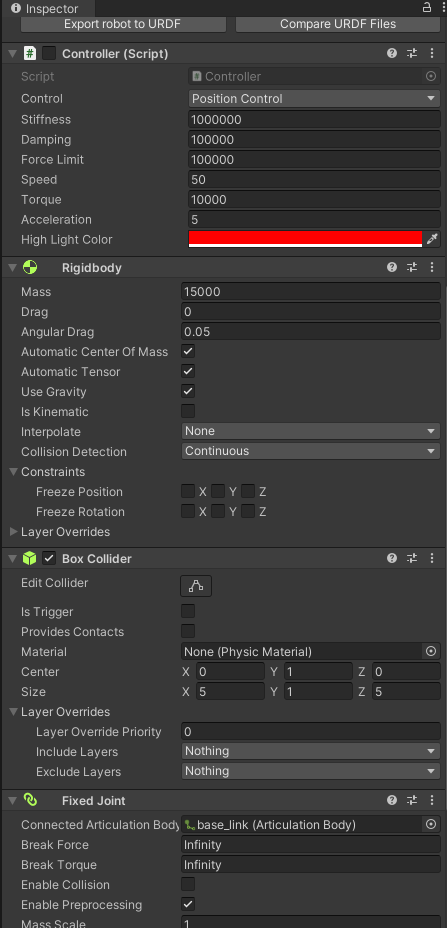 Inspector
Export robot to URDF Compare URDF Files
# Controller (Script)
Script # Controller
Control Position Control
Stiffness 1000000
Damping 100000
Force Limit 100000
Speed 50
Torque 10000
Acceleration 5
High Light Color
Rigidbody
Mass 15000
Drag 0
Angular Drag 0.05
Automatic Center Of Mass
Automatic Tensor
Use Gravity
Is Kinematic
Interpolate None
Collision Detection Continuous
Constraints
Freeze Position X Y Z
Freeze Rotation X Y Z
Layer Overrides
Box Collider
Edit Collider
Is Trigger
Provides Contacts
Material None (Physic Material)
Center X 0 Y 1 Z 0
Size X 5 Y 1 Z 5
Layer Overrides
Layer Override Priority 0
Include Layers Nothing
Exclude Layers Nothing
Fixed Joint
Connected Articulation Body base_link (Articulation Body)
Break Force Infinity
Break Torque Infinity
Enable Collision
Enable Preprocessing
Mass Scale 1